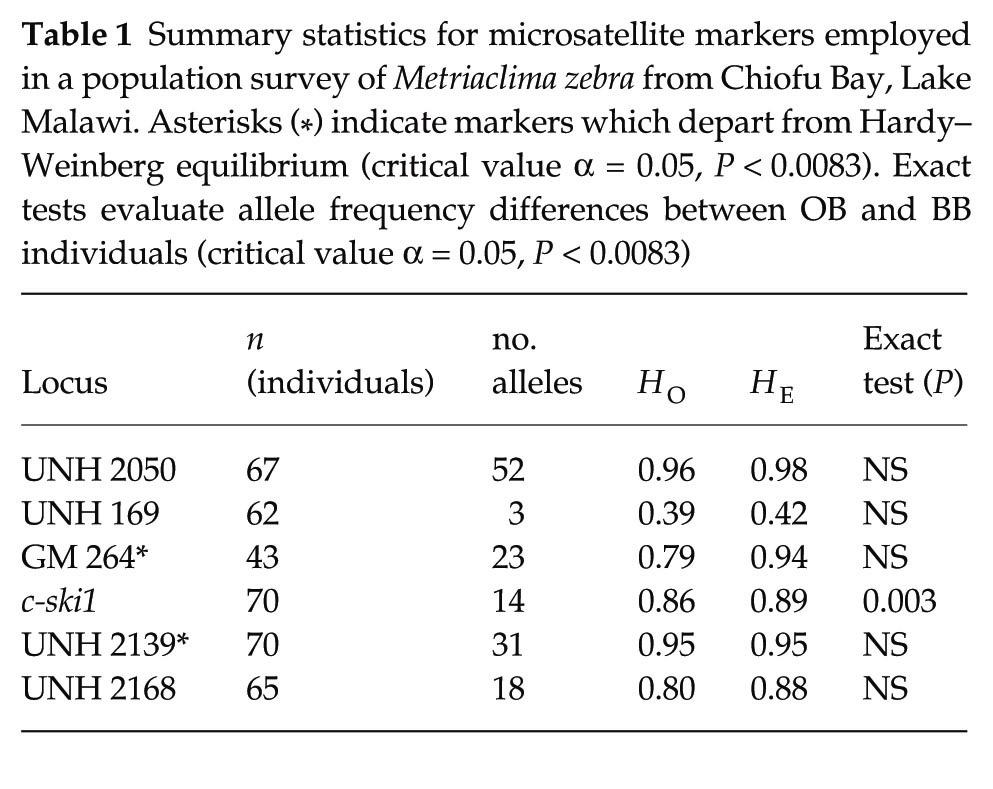 Table 1 Summary statistics for microsatellite markers employed
in a population survey of Metriaclima zebra from Chiofu Bay, Lake
Malawi. Asterisks (*) indicate markers which depart from Hardy–
Weinberg equilibrium (critical value α = 0.05, P < 0.0083). Exact
tests evaluate allele frequency differences between OB and BB
individuals (critical value α = 0.05, P < 0.0083)
n no. Exact
Locus (individuals) alleles HO HE test (P)
UNH 2050 67 52 0.96 0.98 NS
UNH 169 62 3 0.39 0.42 NS
GM 264* 43 23 0.79 0.94 NS
c-ski1 70 14 0.86 0.89 0.003
UNH 2139* 70 31 0.95 0.95 NS
UNH 2168 65 18 0.80 0.88 NS